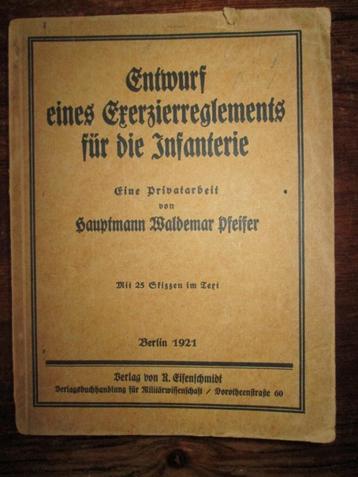 Entwurf
eines Exerzierreglements
für die Infanterie
Eine Privatarbeit
von
Hauptmann Waldemar Pfeifer
Mit 25 Skizzen im Text
Berlin 1921
Verlag von R. Eisenschmidt
Verlagsbuchhandlung für Militärwissenschaft / Dorotheenstraße 60